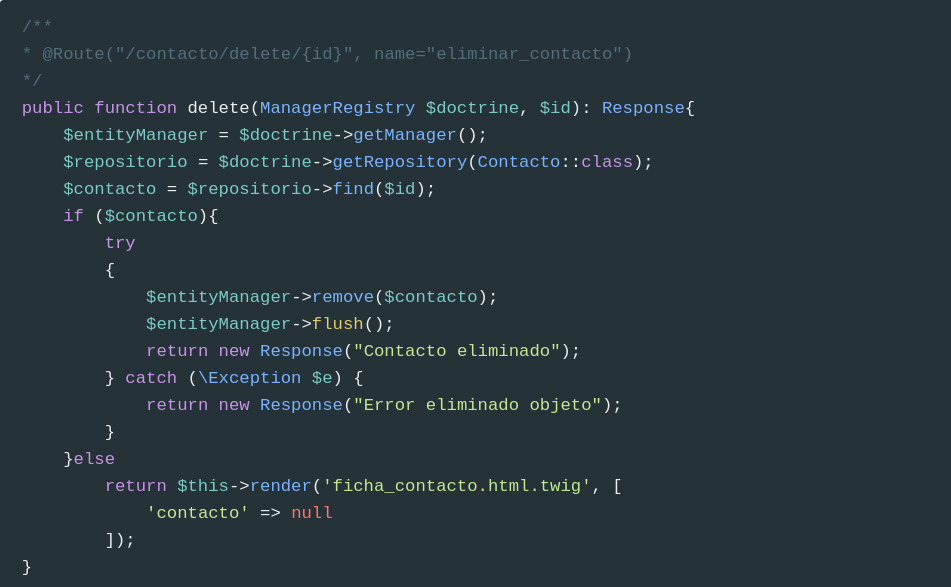 /**
* @Route("/contacto/delete/{id}", name="eliminar_contacto")
*/
public function delete(ManagerRegistry $doctrine, $id): Response{
    $entityManager = $doctrine->getManager();
    $repositorio = $doctrine->getRepository(Contacto::class);
    $contacto = $repositorio->find($id);
    if ($contacto){
        try
        {
            $entityManager->remove($contacto);
            $entityManager->flush();
            return new Response("Contacto eliminado");
        } catch (\Exception $e) {
            return new Response("Error eliminado objeto");
        }
    }else
        return $this->render('ficha_contacto.html.twig', [
            'contacto' => null
        ]);
}